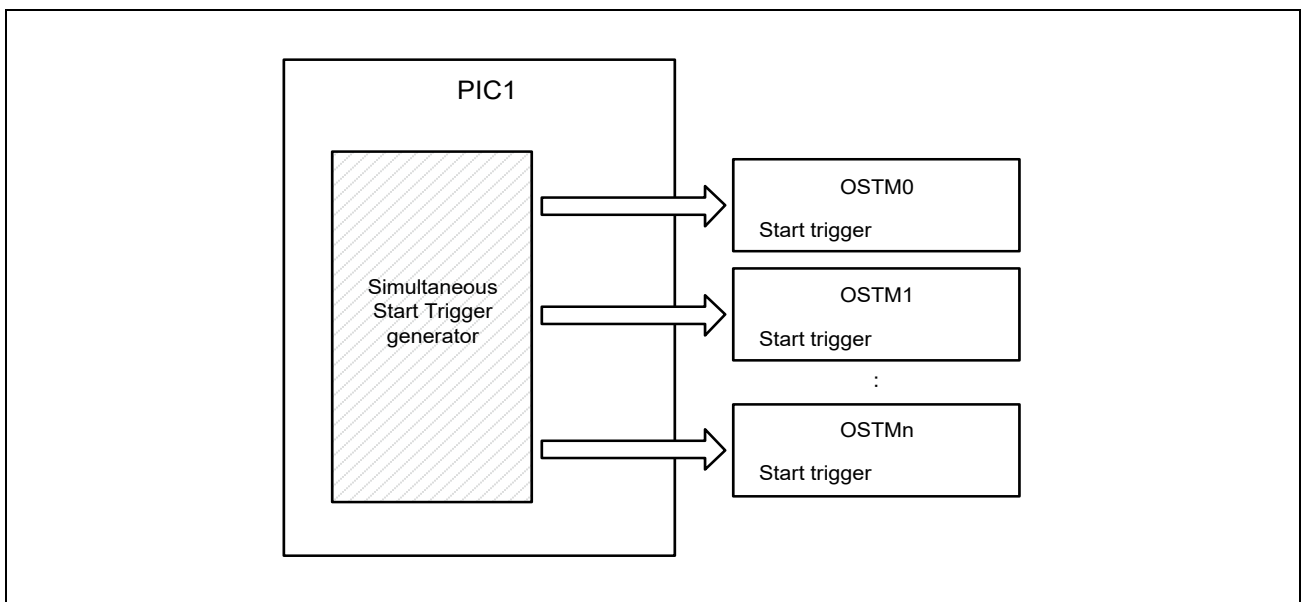 PIC1
Simultaneous
Start Trigger
generator
OSTM0
Start trigger
OSTM1
Start trigger
:
OSTMn
Start trigger